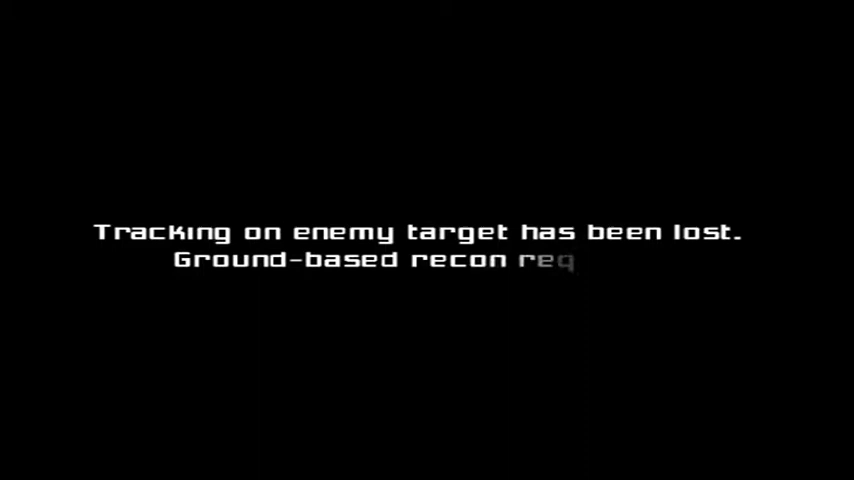 Tracking on enemy target has been lost.
Ground-based recon req